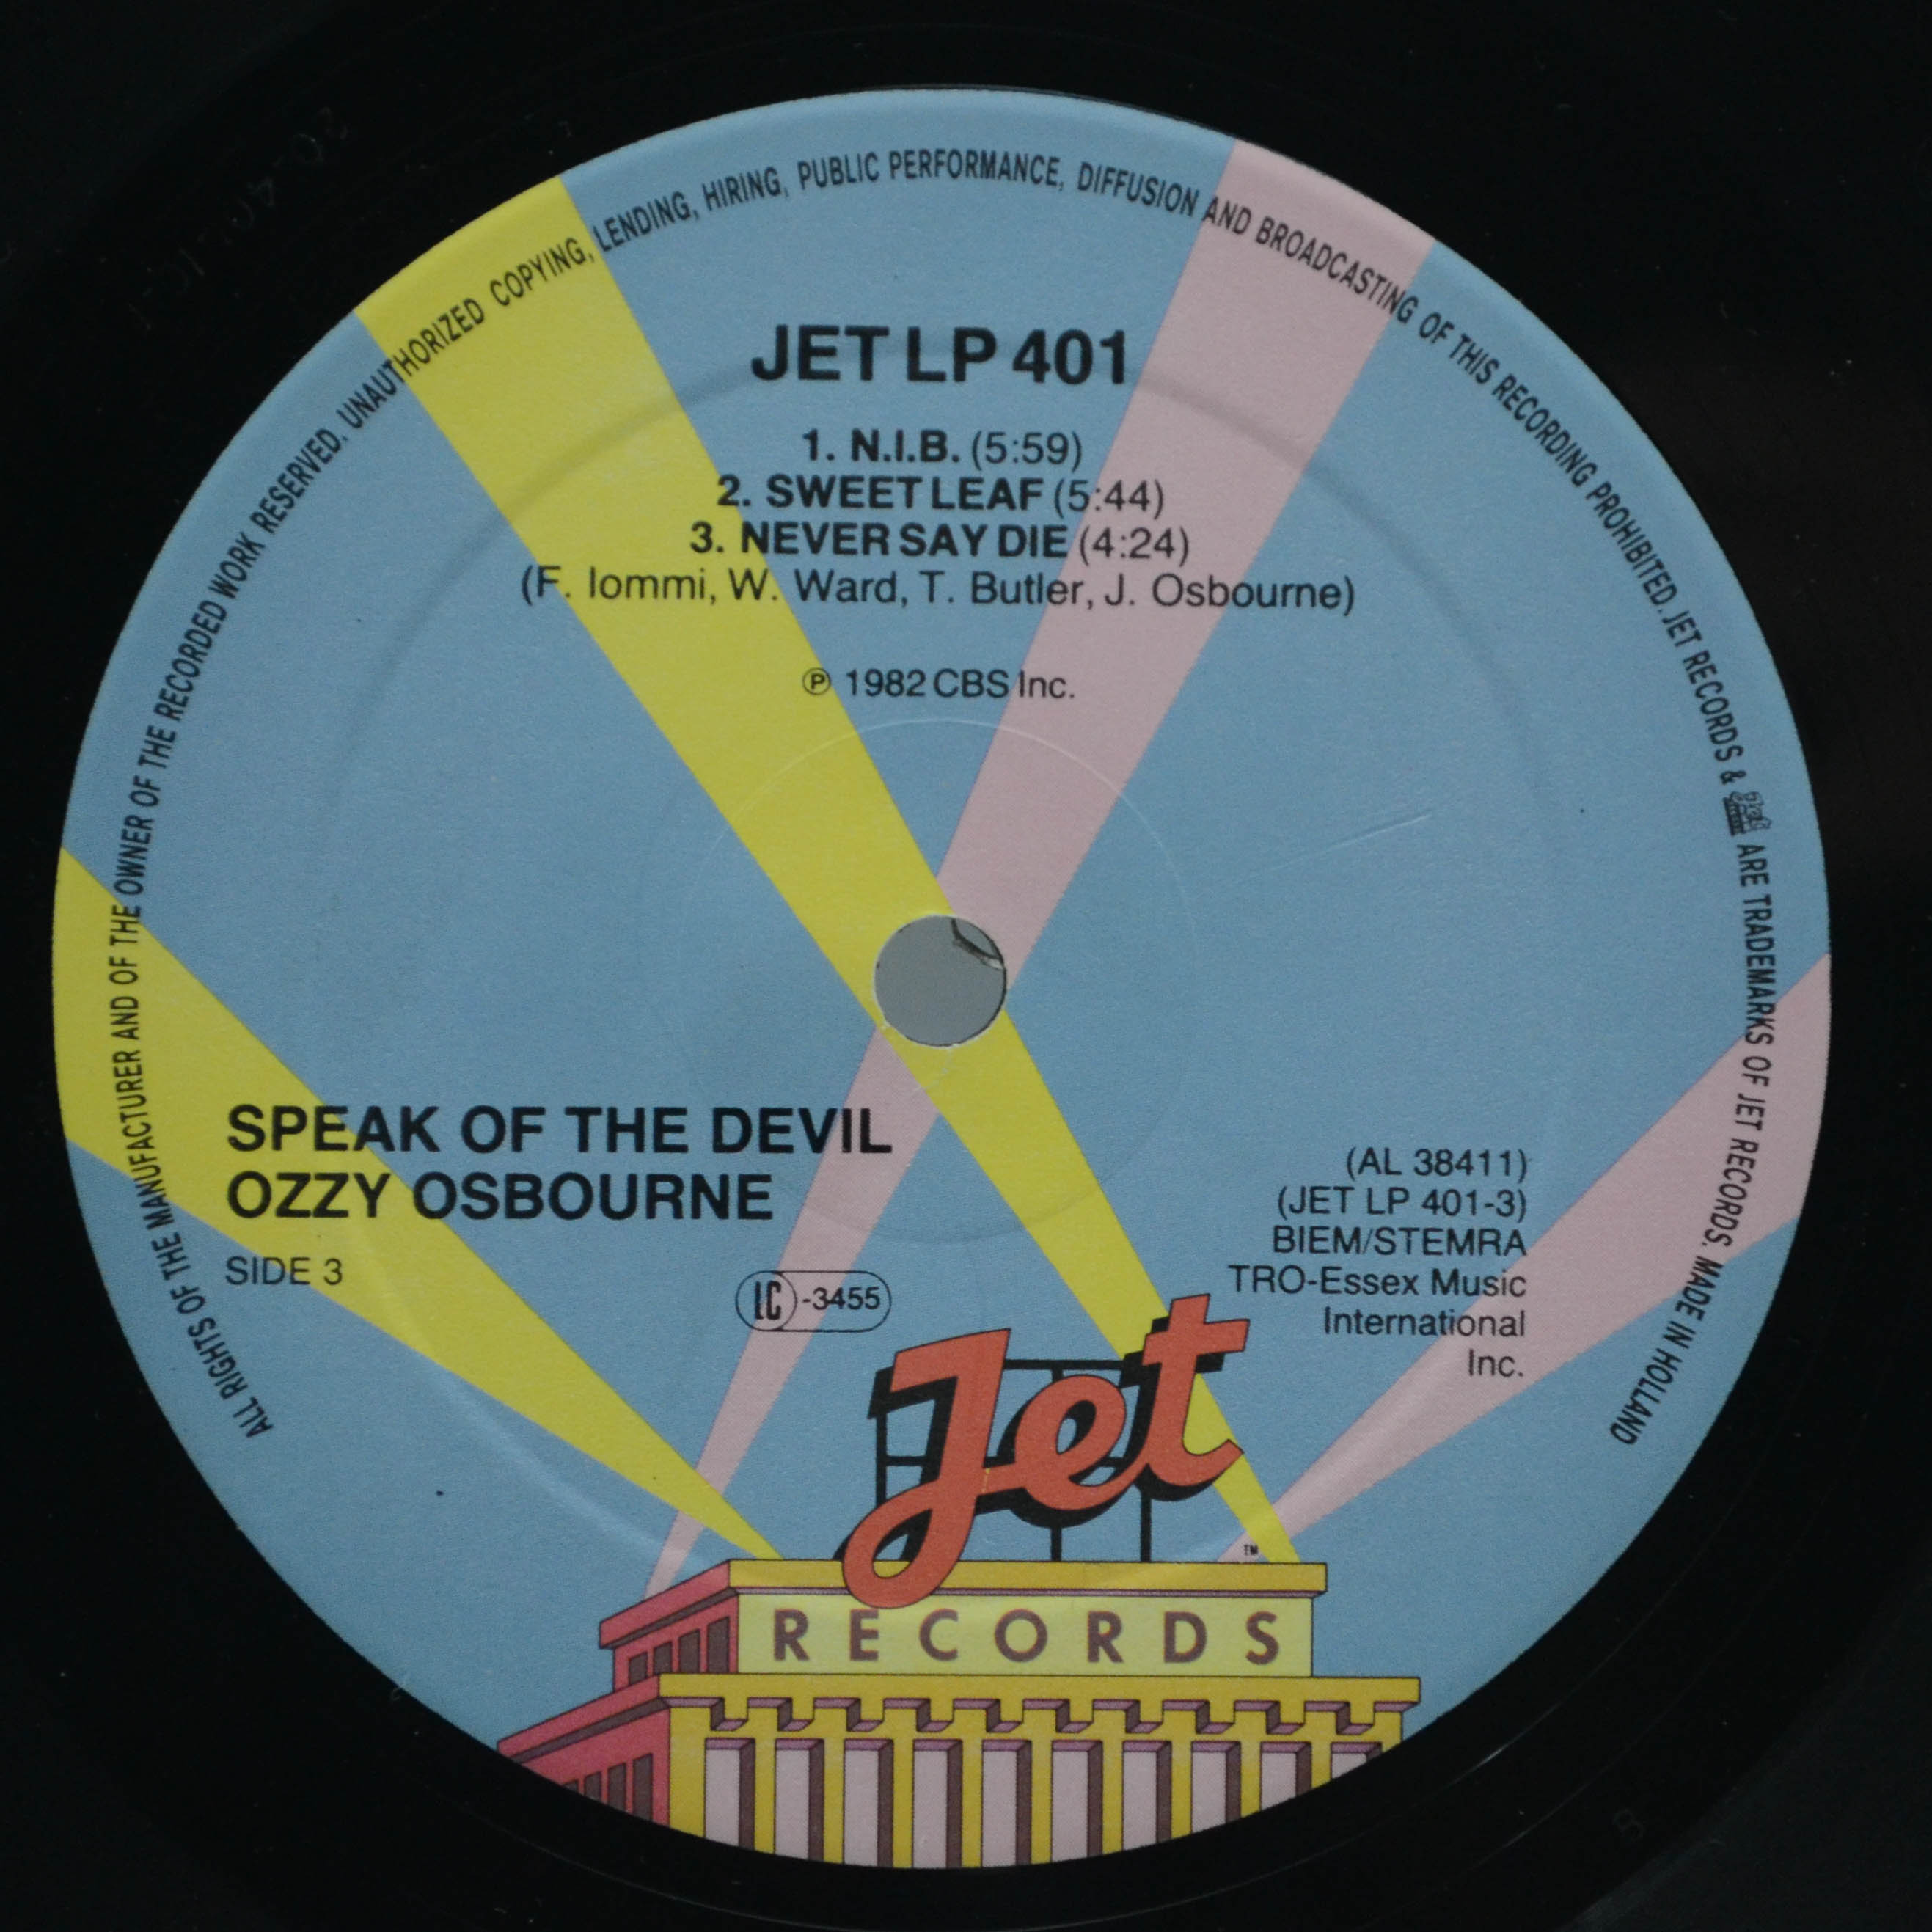 ALL RIGHTS OF THE MANUFACTURER AND OF THE OWNER OF THE RECORDED WORK RESERVED. UNAUTHORIZED COPYING, LENDING, HIRING, PUBLIC PERFORMANCE, DIFFUSION AND BROADCASTING OF THIS RECORDING PROHIBITED. JET RECORDS & Jet ARE TRADEMARKS OF JET RECORDS. MADE IN HOLLAND
JET LP 401
1. N.I.B. (5:59)
2. SWEET LEAF (5:44)
3. NEVER SAY DIE (4:24)
(F. Iommi, W. Ward, T. Butler, J. Osbourne)
℗ 1982 CBS Inc.
SPEAK OF THE DEVIL
OZZY OSBOURNE
SIDE 3
LC-3455
(AL 38411)
(JET LP 401-3)
BIEM/STEMRA
TRO-Essex Music
International
Inc.
Jet
TM
RECORDS